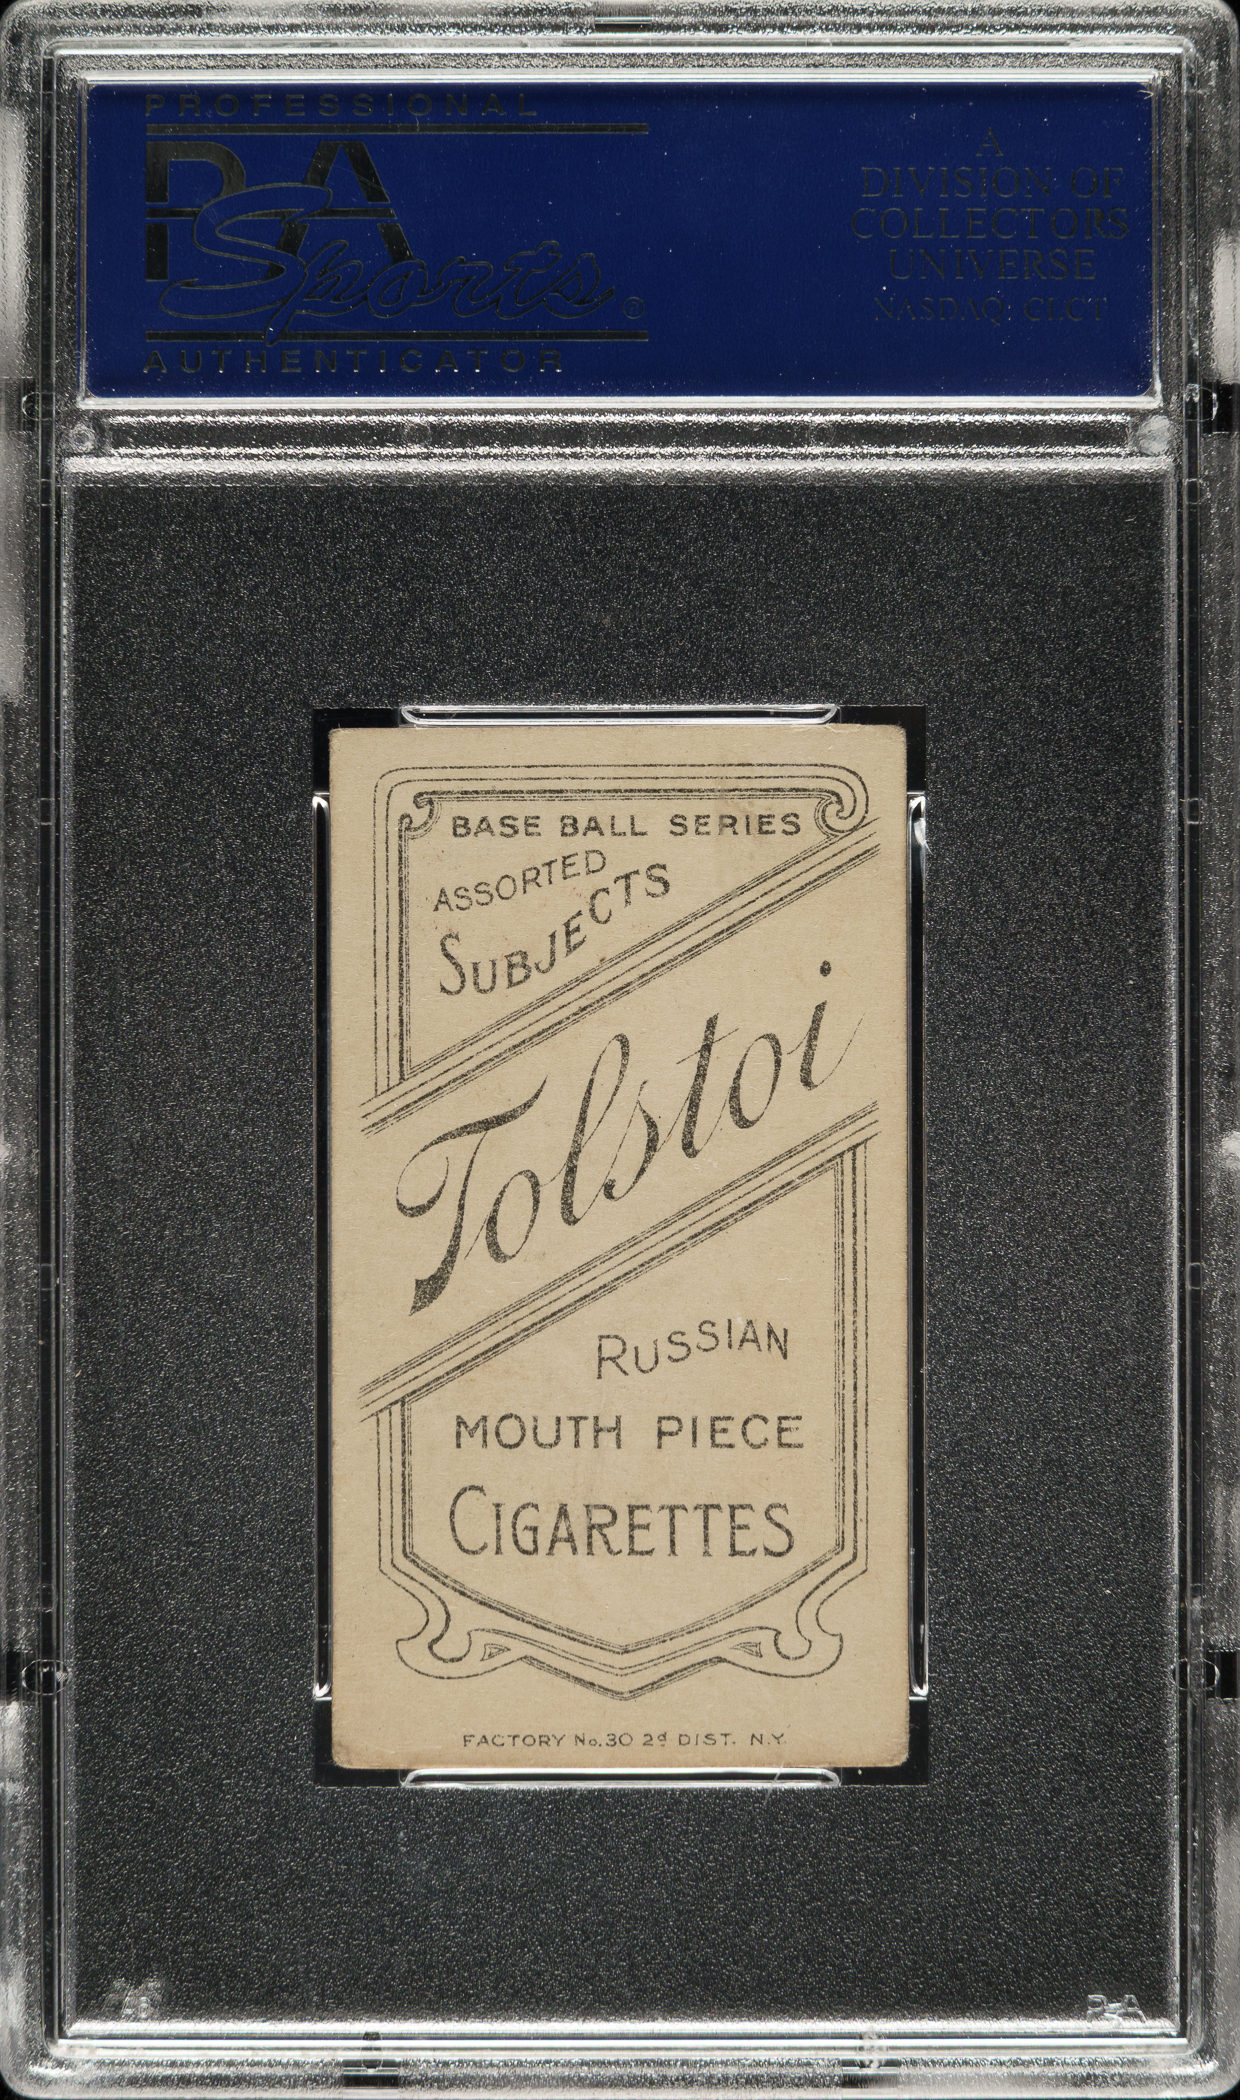 PROFESSIONAL
PSA
Sports ®
AUTHENTICATOR
A
DIVISION OF
COLLECTORS
UNIVERSE
NASDAQ: CLCT
BASE BALL SERIES
ASSORTED
SUBJECTS
Tolstoi
RUSSIAN
MOUTH PIECE
CIGARETTES
FACTORY No. 30 2d DIST. N.Y.
PSA